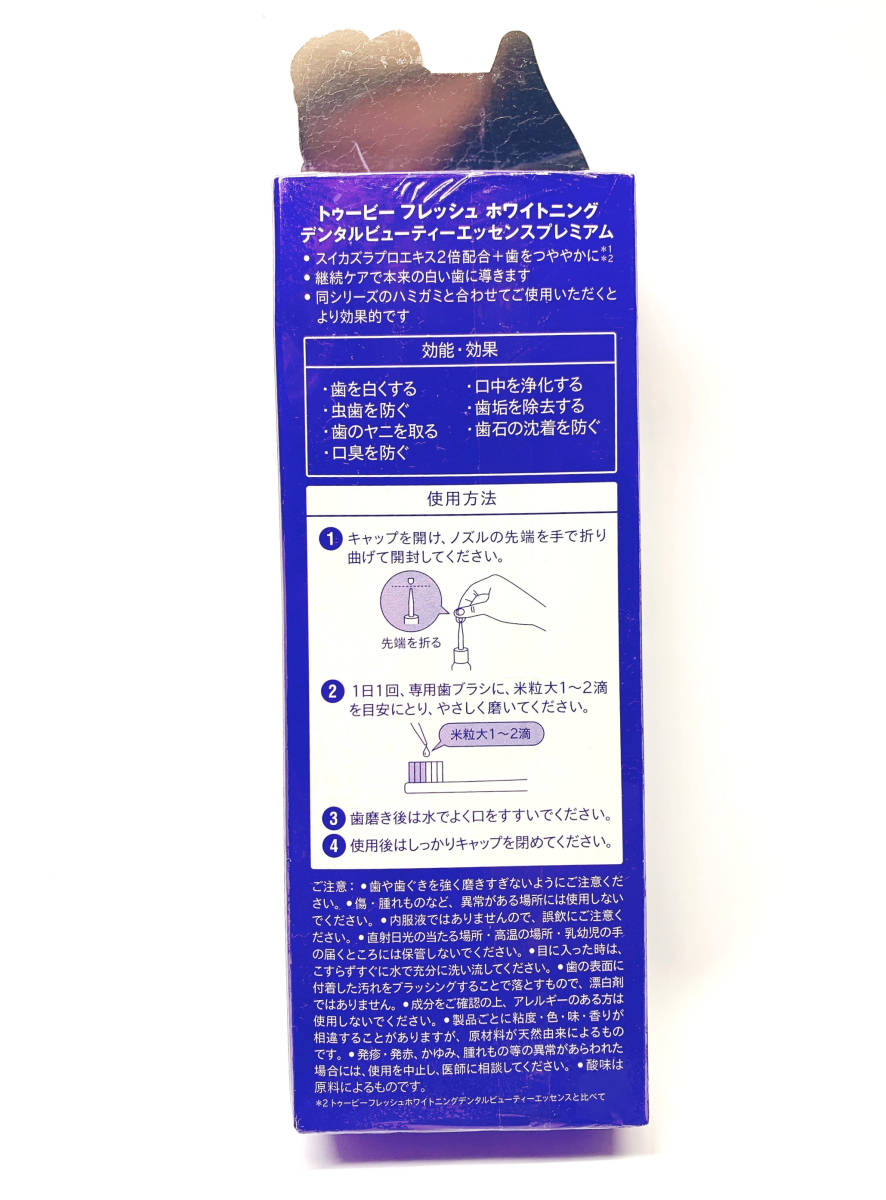 トゥービー フレッシュ ホワイトニング
デンタルビューティーエッセンスプレミアム
• スイカズラプロエキス2倍配合＋歯をつややかに*1*2
• 継続ケアで本来の白い歯に導きます
• 同シリーズのハミガミと合わせてご使用いただくと
より効果的です
効能・効果
・歯を白くする
・虫歯を防ぐ
・歯のヤニを取る
・口臭を防ぐ
・口中を浄化する
・歯垢を除去する
・歯石の沈着を防ぐ
使用方法
1 キャップを開け、ノズルの先端を手で折り
曲げて開封してください。
先端を折る
2 1日1回、専用歯ブラシに、米粒大1〜2滴
を目安にとり、やさしく磨いてください。
米粒大1〜2滴
3 歯磨き後は水でよく口をすすいでください。
4 使用後はしっかりキャップを閉めてください。
ご注意：•歯や歯ぐきを強く磨きすぎないようにご注意くだ
さい。•傷・腫れものなど、異常がある場所には使用しない
でください。•内服液ではありませんので、誤飲にご注意く
ださい。•直射日光の当たる場所・高温の場所・乳幼児の手
の届くところには保管しないでください。•目に入った時は、
こすらずすぐに水で充分に洗い流してください。•歯の表面に
付着した汚れをブラッシングすることで落とすもので、漂白剤
ではありません。•成分をご確認の上、アレルギーのある方は
使用しないでください。•製品ごとに粘度・色・味・香りが
相違することがありますが、原材料が天然由来によるもの
です。•発疹・発赤、かゆみ、腫れもの等の異常があらわれた
場合には、使用を中止し、医師に相談してください。•酸味は
原料によるものです。
*2 トゥービーフレッシュホワイトニングデンタルビューティーエッセンスと比べて